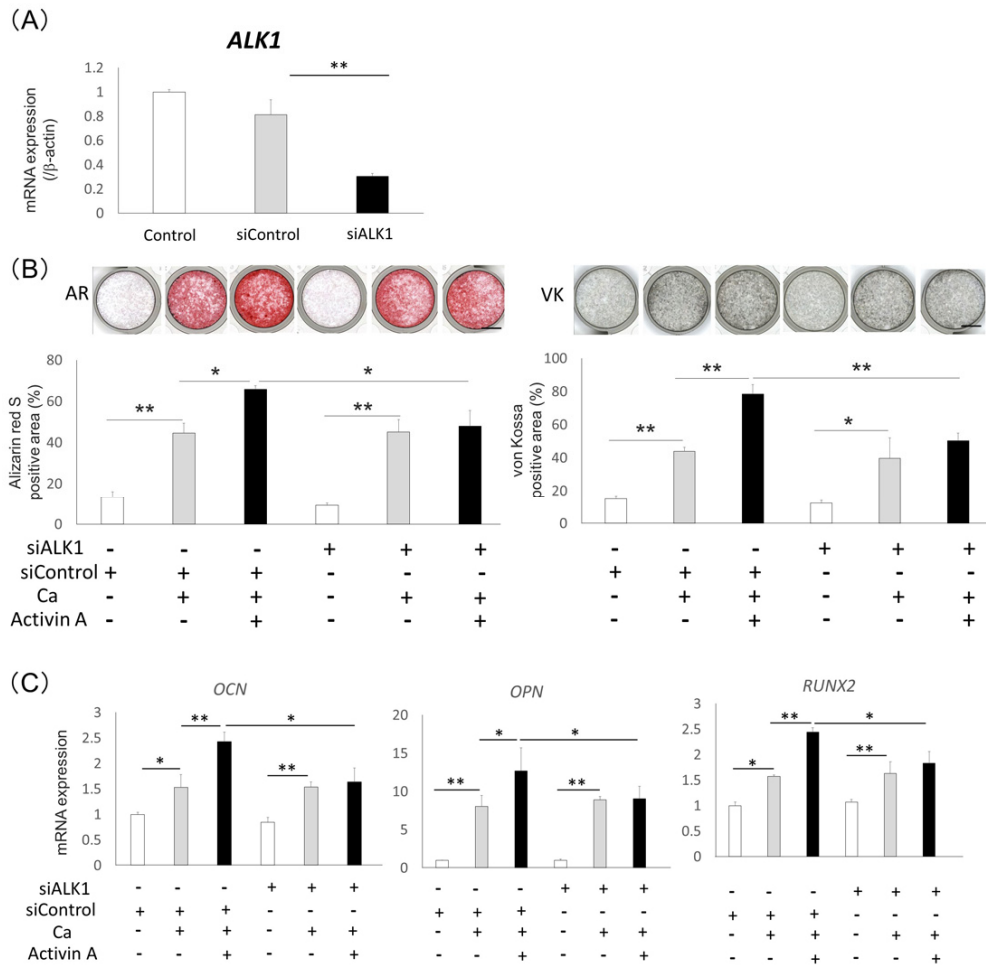 (A)
ALK1
**
mRNA expression
(/β-actin)
1.2
1
0.8
0.6
0.4
0.2
0
Control siControl siALK1
(B)
AR
VK
Alizarin red S
positive area (%)
80
60
40
20
0
** * ** *
von Kossa
positive area (%)
100
80
60
40
20
0
** ** * **
siALK1 - - - + + + - - - + + +
siControl + + + - - - + + + - - -
Ca - + + - + + - + + - + +
Activin A - - + - - + - - + - - +
(C)
OCN
mRNA expression
3
2.5
2
1.5
1
0.5
0
* ** ** *
OPN
20
15
10
5
0
** * ** *
RUNX2
3
2.5
2
1.5
1
0.5
0
* ** ** *
siALK1 - - - + + + - - - + + + - - - + + +
siControl + + + - - - + + + - - - + + + - - -
Ca - + + - + + - + + - + + - + + - + +
Activin A - - + - - + - - + - - + - - + - - +